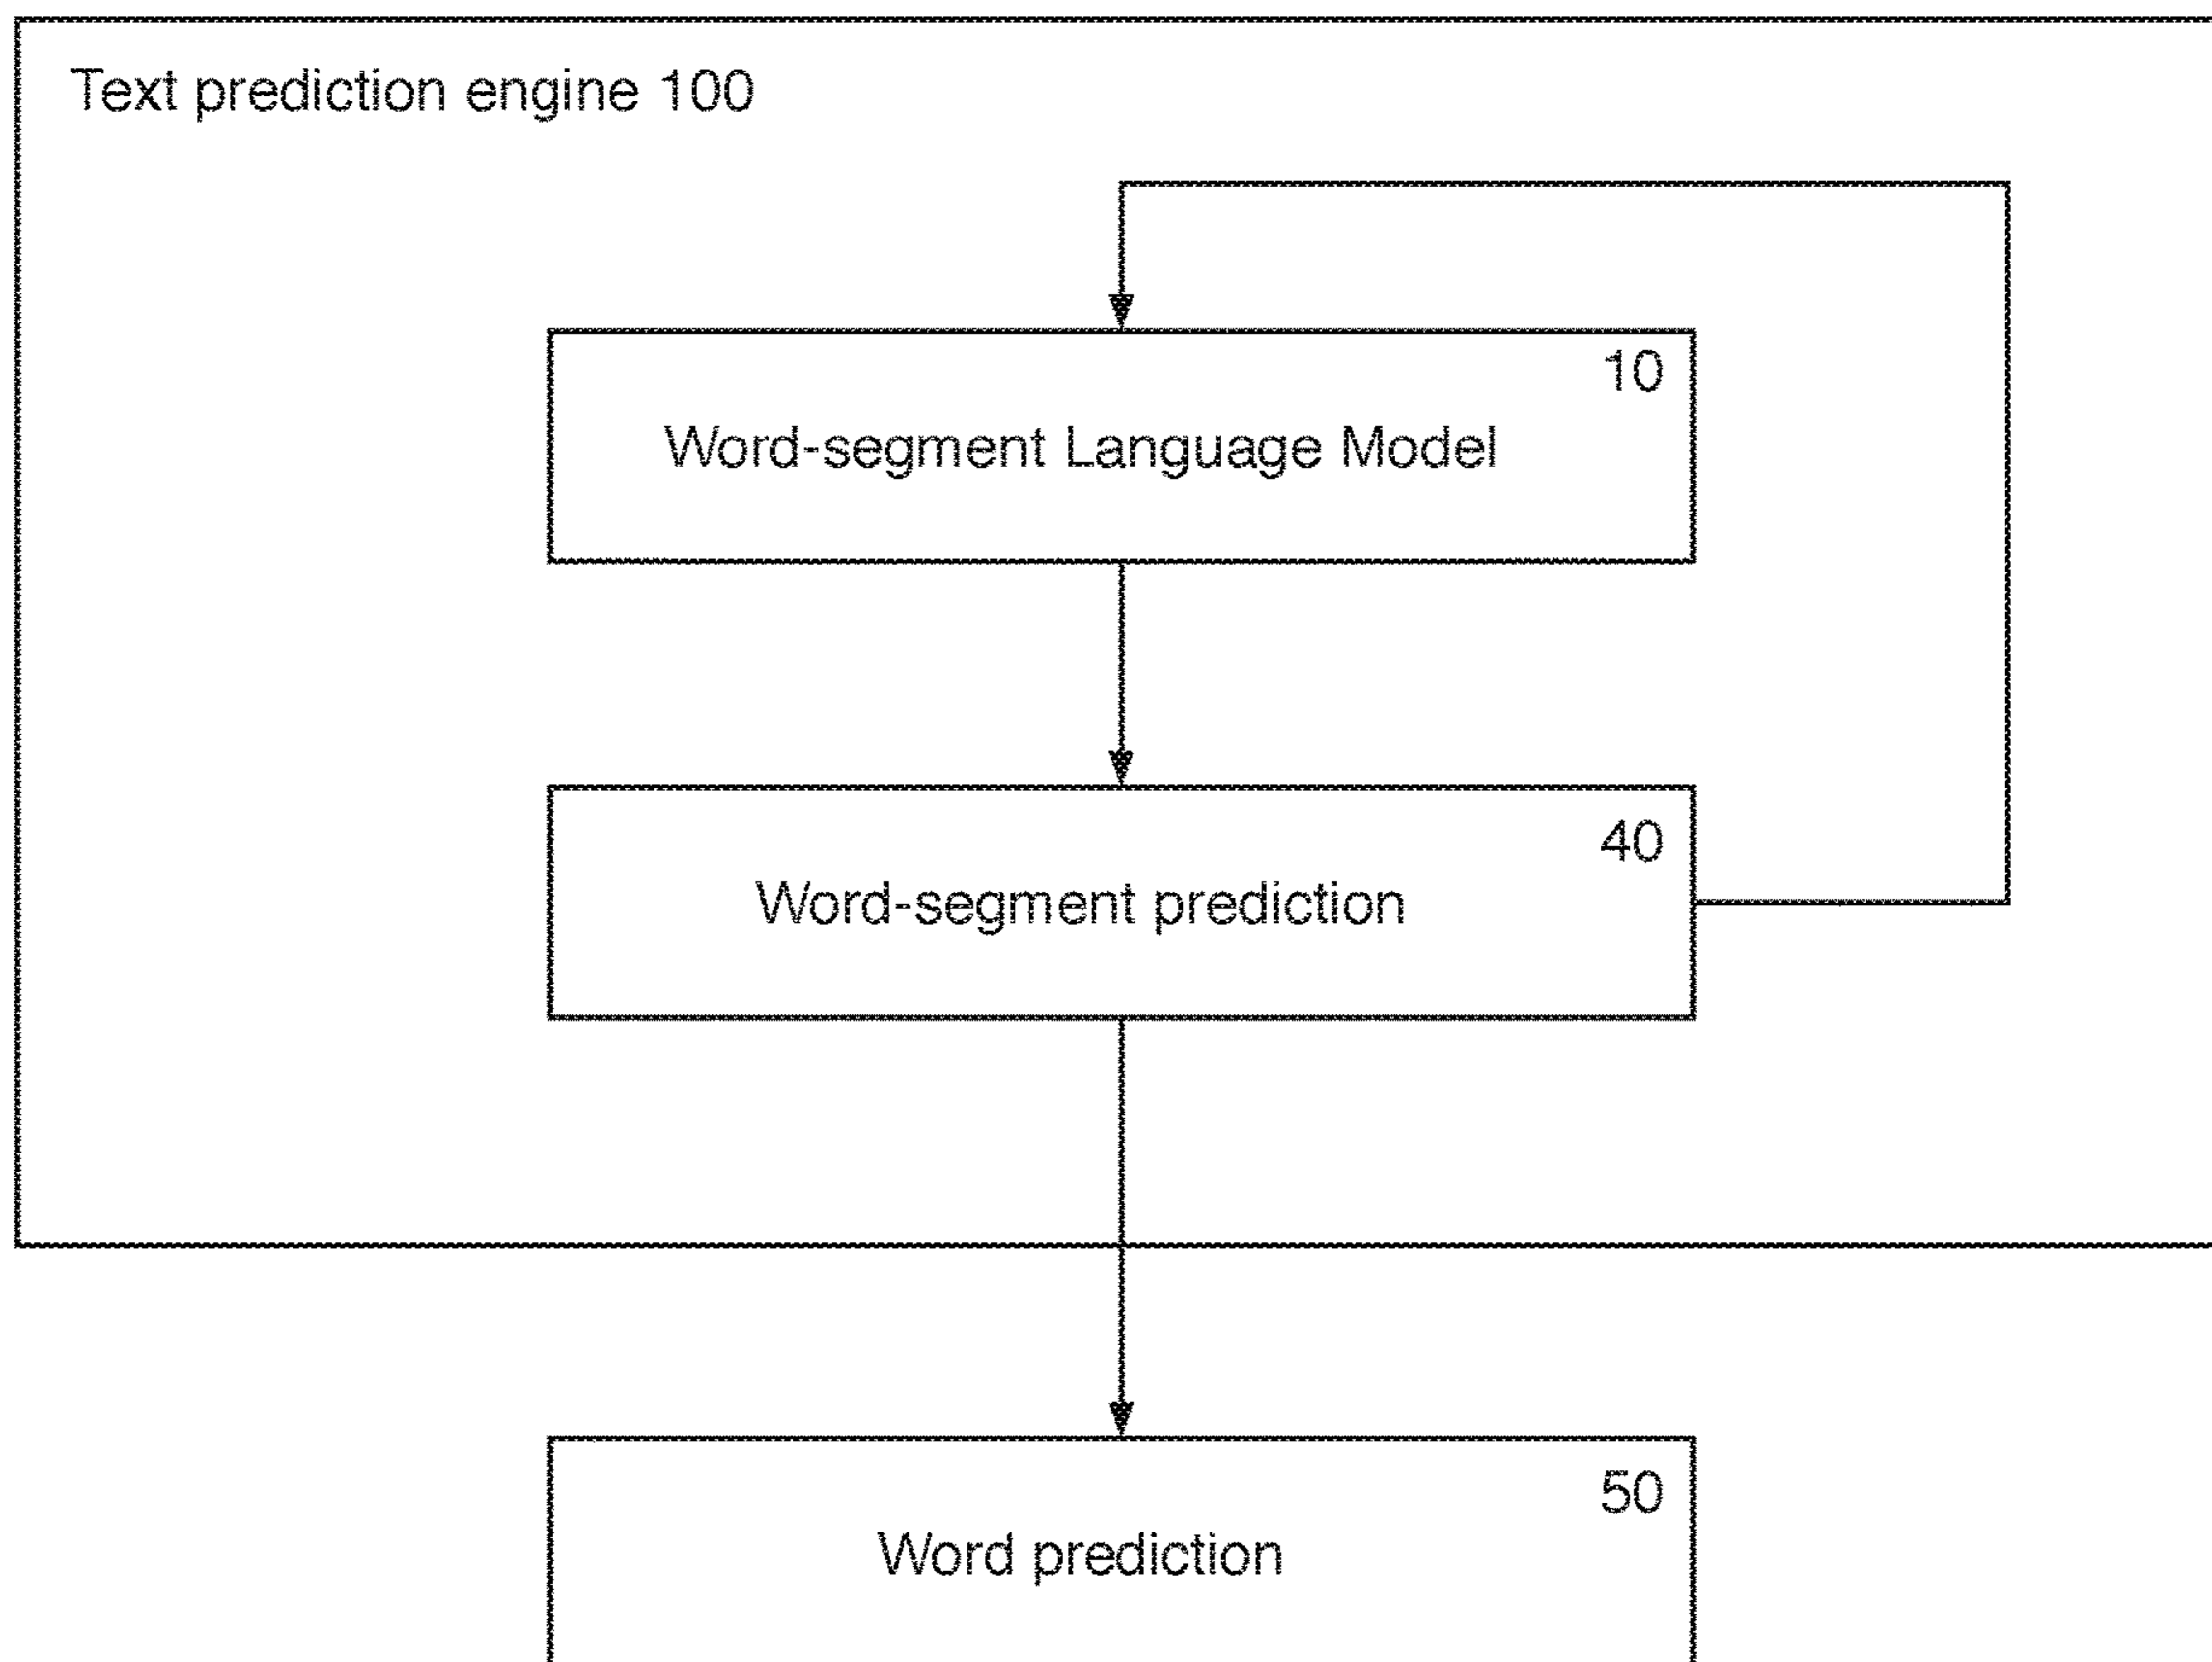 Text prediction engine 100
10
Word-segment Language Model
40
Word-segment prediction
50
Word prediction